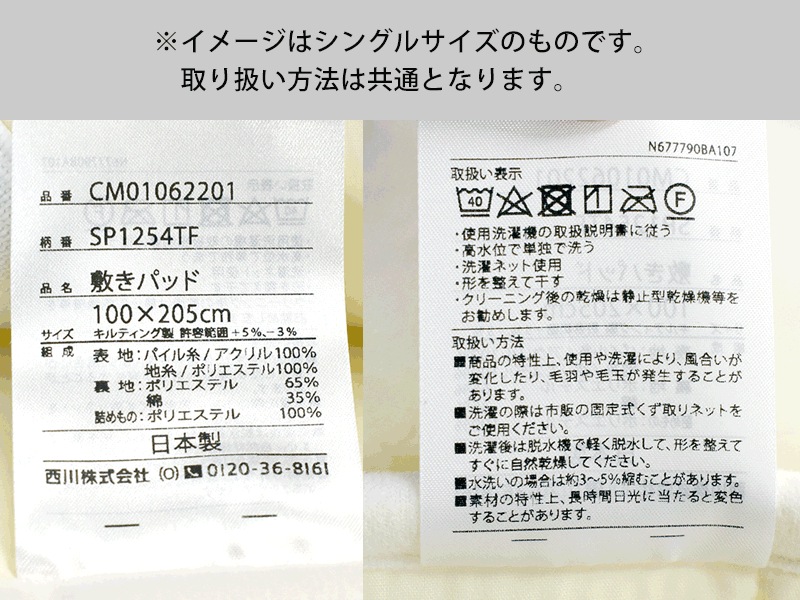 ※イメージはシングルサイズのものです。
取り扱い方法は共通となります。
品番 CM01062201
柄番 SP1254TF
品名 敷きパッド
100×205cm
サイズ キルティング製 許容範囲+5%、-3%
組成 表地:パイル糸/アクリル100%
地糸/ポリエステル100%
裏地:ポリエステル 65%
綿 35%
詰めもの:ポリエステル 100%
日本製
西川株式会社 (O) 0120-36-8161
N677790BA107
取扱い表示
40 F
・使用洗濯機の取扱説明書に従う
・高水位で単独で洗う
・洗濯ネット使用
・形を整えて干す
・クリーニング後の乾燥は静止型乾燥機等を
お勧めします。
取扱い方法
■商品の特性上、使用や洗濯により、風合いが
変化したり、毛羽や毛玉が発生することが
あります。
■洗濯の際は市販の固定式くず取りネットを
ご使用ください。
■洗濯後は脱水機で軽く脱水して、形を整えて
すぐに自然乾燥してください。
■水洗いの場合は約3~5%縮むことがあります。
■素材の特性上、長時間日光に当たると変色
することがあります。